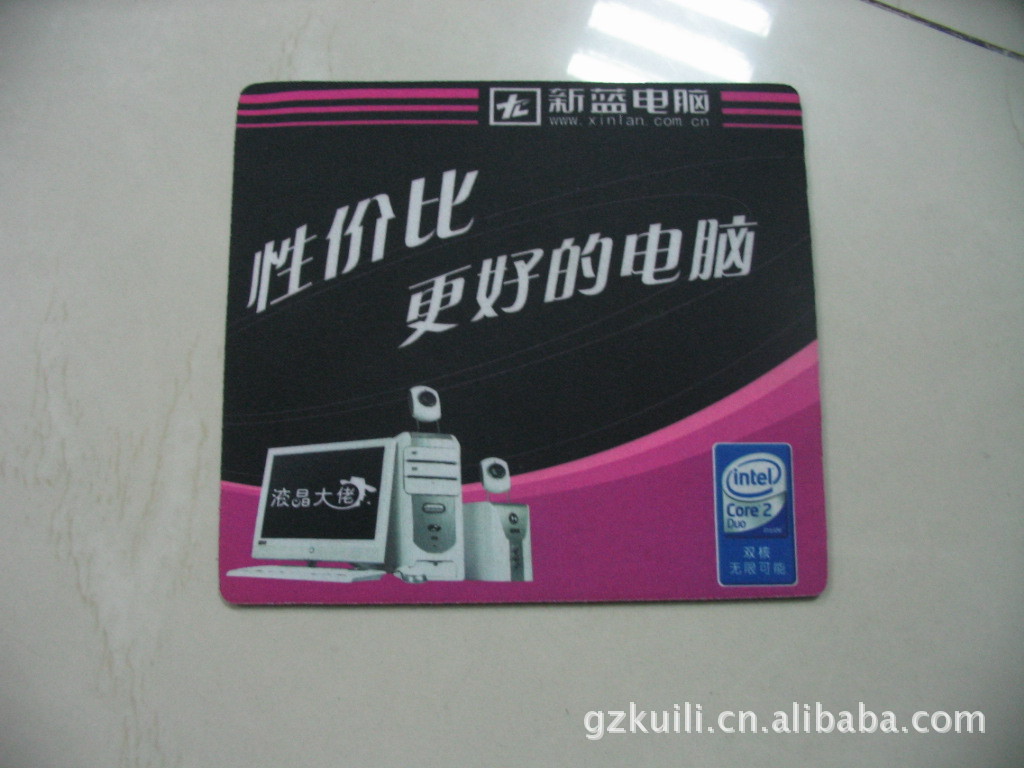 新蓝电脑
www.xinlan.com.cn
性价比
更好的电脑
液晶大佬
intel
Core 2
Duo
inside
双核
无限可能
gzkuili.cn.alibaba.com